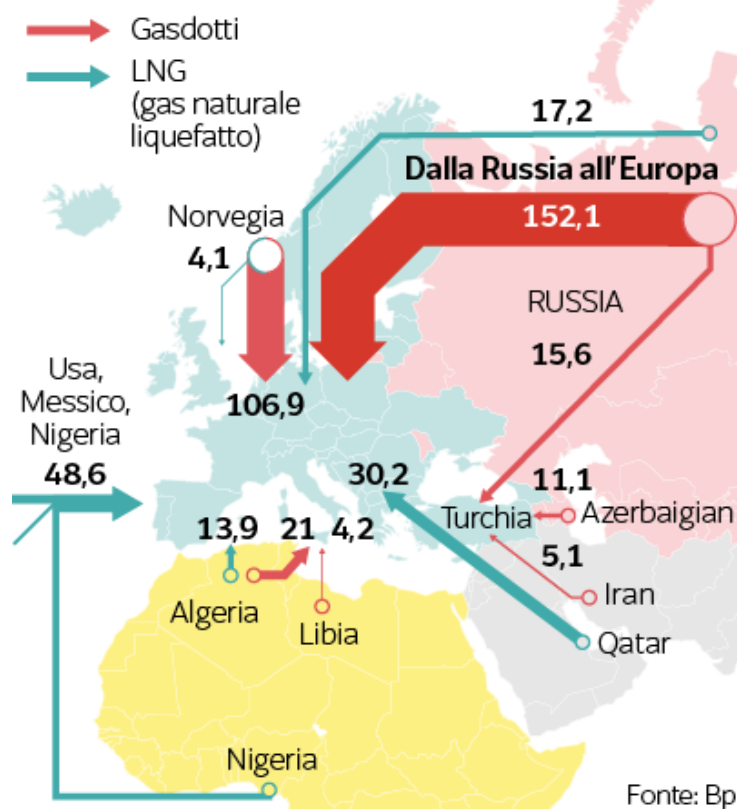 Gasdotti
LNG
(gas naturale
liquefatto)
17,2
Dalla Russia all'Europa
152,1
Norvegia
4,1
RUSSIA
15,6
Usa,
Messico,
Nigeria
48,6
106,9
30,2
11,1
Turchia
Azerbaigian
13,9
21
4,2
5,1
Iran
Algeria
Libia
Qatar
Nigeria
Fonte: Bp